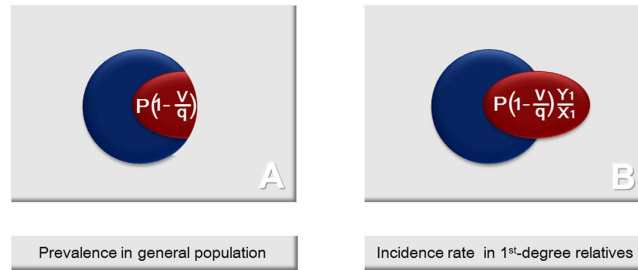 P(1-V/q)
A
Prevalence in general population
P(1-V/q)Y₁/X₁
B
Incidence rate in 1ˢᵗ-degree relatives